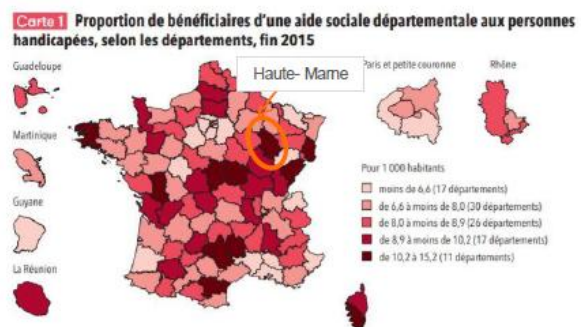 Carte 1 Proportion de bénéficiaires d'une aide sociale départementale aux personnes
handicapées, selon les départements, fin 2015
Guadeloupe
Haute- Marne
Paris et petite couronne
Rhône
Martinique
Guyane
La Réunion
Pour 1 000 habitants
moins de 6,6 (17 départements)
de 6,6 à moins de 8,0 (30 départements)
de 8,0 à moins de 8,9 (26 départements)
de 8,9 à moins de 10,2 (17 départements)
de 10,2 à 15,2 (11 départements)